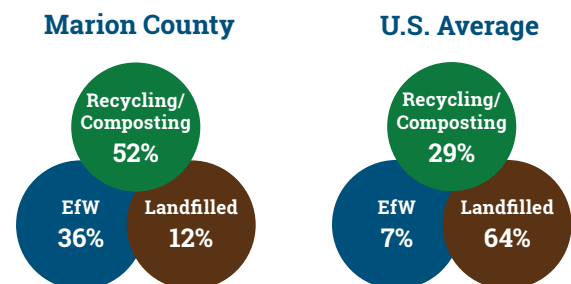 Marion County
Recycling/
Composting
52%
EfW
36%
Landfilled
12%
U.S. Average
Recycling/
Composting
29%
EfW
7%
Landfilled
64%